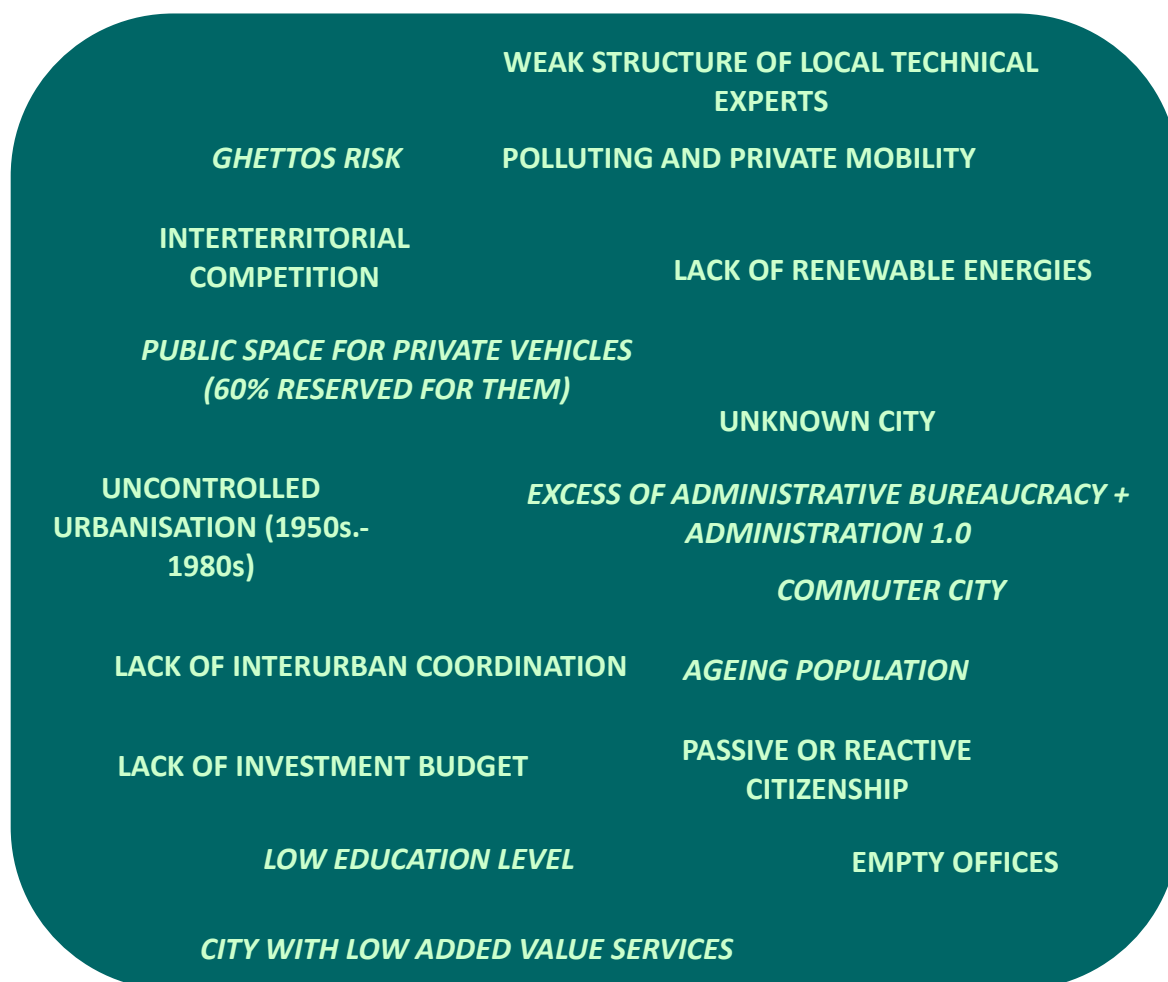 WEAK STRUCTURE OF LOCAL TECHNICAL
EXPERTS
GHETTOS RISK
POLLUTING AND PRIVATE MOBILITY
INTERTERRITORIAL
COMPETITION
LACK OF RENEWABLE ENERGIES
PUBLIC SPACE FOR PRIVATE VEHICLES
(60% RESERVED FOR THEM)
UNKNOWN CITY
UNCONTROLLED
URBANISATION (1950s.-
1980s)
EXCESS OF ADMINISTRATIVE BUREAUCRACY +
ADMINISTRATION 1.0
COMMUTER CITY
LACK OF INTERURBAN COORDINATION
AGEING POPULATION
LACK OF INVESTMENT BUDGET
PASSIVE OR REACTIVE
CITIZENSHIP
LOW EDUCATION LEVEL
EMPTY OFFICES
CITY WITH LOW ADDED VALUE SERVICES